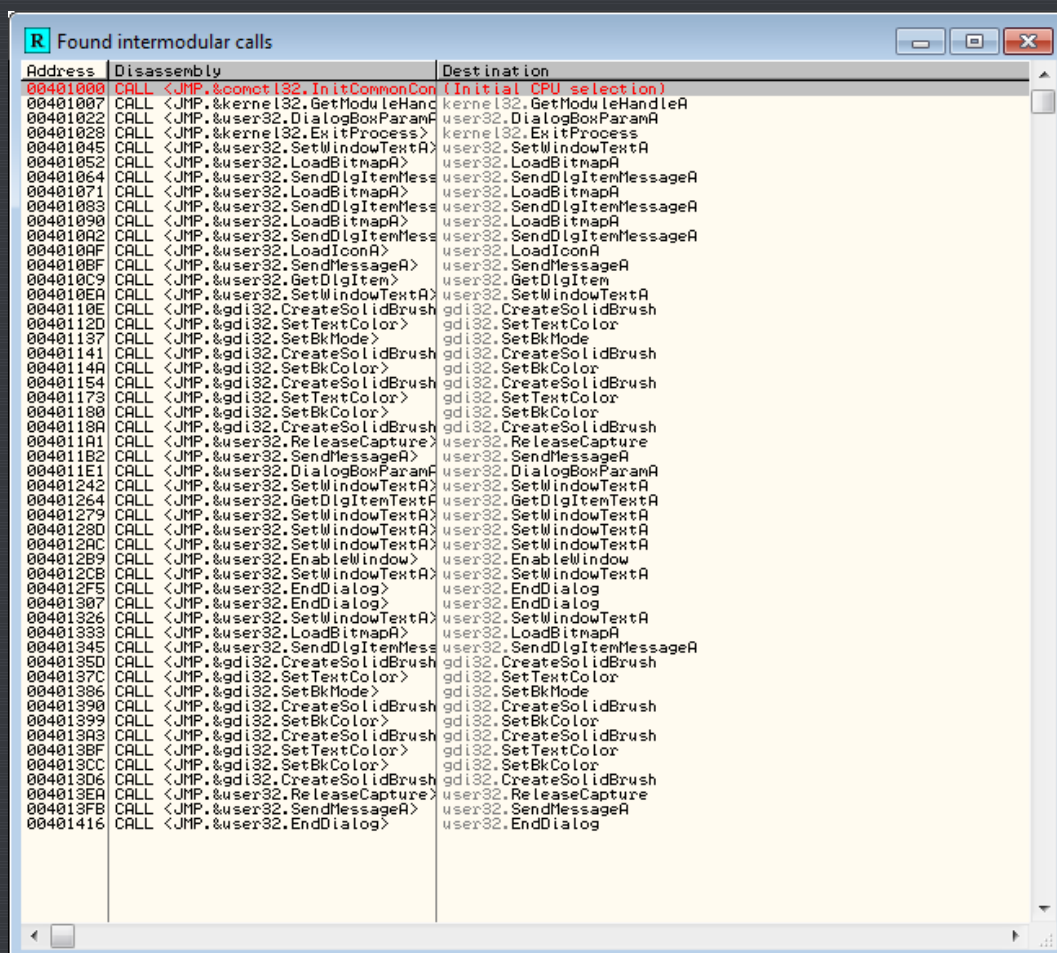 R Found intermodular calls
Address Disassembly Destination
00401000 CALL <JMP.&comctl32.InitCommonCon (Initial CPU selection)
00401007 CALL <JMP.&kernel32.GetModuleHand kernel32.GetModuleHandleA
00401022 CALL <JMP.&user32.DialogBoxParamA user32.DialogBoxParamA
00401028 CALL <JMP.&kernel32.ExitProcess> kernel32.ExitProcess
00401045 CALL <JMP.&user32.SetWindowTextA> user32.SetWindowTextA
00401052 CALL <JMP.&user32.LoadBitmapA> user32.LoadBitmapA
00401064 CALL <JMP.&user32.SendDlgItemMess user32.SendDlgItemMessageA
00401071 CALL <JMP.&user32.LoadBitmapA> user32.LoadBitmapA
00401083 CALL <JMP.&user32.SendDlgItemMess user32.SendDlgItemMessageA
00401090 CALL <JMP.&user32.LoadBitmapA> user32.LoadBitmapA
004010A2 CALL <JMP.&user32.SendDlgItemMess user32.SendDlgItemMessageA
004010AF CALL <JMP.&user32.LoadIconA> user32.LoadIconA
004010BF CALL <JMP.&user32.SendMessageA> user32.SendMessageA
004010C9 CALL <JMP.&user32.GetDlgItem> user32.GetDlgItem
004010EA CALL <JMP.&user32.SetWindowTextA> user32.SetWindowTextA
0040110E CALL <JMP.&gdi32.CreateSolidBrush gdi32.CreateSolidBrush
0040112D CALL <JMP.&gdi32.SetTextColor> gdi32.SetTextColor
00401137 CALL <JMP.&gdi32.SetBkMode> gdi32.SetBkMode
00401141 CALL <JMP.&gdi32.CreateSolidBrush gdi32.CreateSolidBrush
0040114A CALL <JMP.&gdi32.SetBkColor> gdi32.SetBkColor
00401154 CALL <JMP.&gdi32.CreateSolidBrush gdi32.CreateSolidBrush
00401173 CALL <JMP.&gdi32.SetTextColor> gdi32.SetTextColor
00401180 CALL <JMP.&gdi32.SetBkColor> gdi32.SetBkColor
0040118A CALL <JMP.&gdi32.CreateSolidBrush gdi32.CreateSolidBrush
004011A1 CALL <JMP.&user32.ReleaseCapture> user32.ReleaseCapture
004011B2 CALL <JMP.&user32.SendMessageA> user32.SendMessageA
004011E1 CALL <JMP.&user32.DialogBoxParamA user32.DialogBoxParamA
00401242 CALL <JMP.&user32.SetWindowTextA> user32.SetWindowTextA
00401264 CALL <JMP.&user32.GetDlgItemTextA user32.GetDlgItemTextA
00401279 CALL <JMP.&user32.SetWindowTextA> user32.SetWindowTextA
0040128D CALL <JMP.&user32.SetWindowTextA> user32.SetWindowTextA
004012AC CALL <JMP.&user32.SetWindowTextA> user32.SetWindowTextA
004012B9 CALL <JMP.&user32.EnableWindow> user32.EnableWindow
004012CB CALL <JMP.&user32.SetWindowTextA> user32.SetWindowTextA
004012F5 CALL <JMP.&user32.EndDialog> user32.EndDialog
00401307 CALL <JMP.&user32.EndDialog> user32.EndDialog
00401326 CALL <JMP.&user32.SetWindowTextA> user32.SetWindowTextA
00401333 CALL <JMP.&user32.LoadBitmapA> user32.LoadBitmapA
00401345 CALL <JMP.&user32.SendDlgItemMess user32.SendDlgItemMessageA
0040135D CALL <JMP.&gdi32.CreateSolidBrush gdi32.CreateSolidBrush
0040137C CALL <JMP.&gdi32.SetTextColor> gdi32.SetTextColor
00401386 CALL <JMP.&gdi32.SetBkMode> gdi32.SetBkMode
00401390 CALL <JMP.&gdi32.CreateSolidBrush gdi32.CreateSolidBrush
00401399 CALL <JMP.&gdi32.SetBkColor> gdi32.SetBkColor
004013A3 CALL <JMP.&gdi32.CreateSolidBrush gdi32.CreateSolidBrush
004013BF CALL <JMP.&gdi32.SetTextColor> gdi32.SetTextColor
004013CC CALL <JMP.&gdi32.SetBkColor> gdi32.SetBkColor
004013D6 CALL <JMP.&gdi32.CreateSolidBrush gdi32.CreateSolidBrush
004013EA CALL <JMP.&user32.ReleaseCapture> user32.ReleaseCapture
004013FB CALL <JMP.&user32.SendMessageA> user32.SendMessageA
00401416 CALL <JMP.&user32.EndDialog> user32.EndDialog